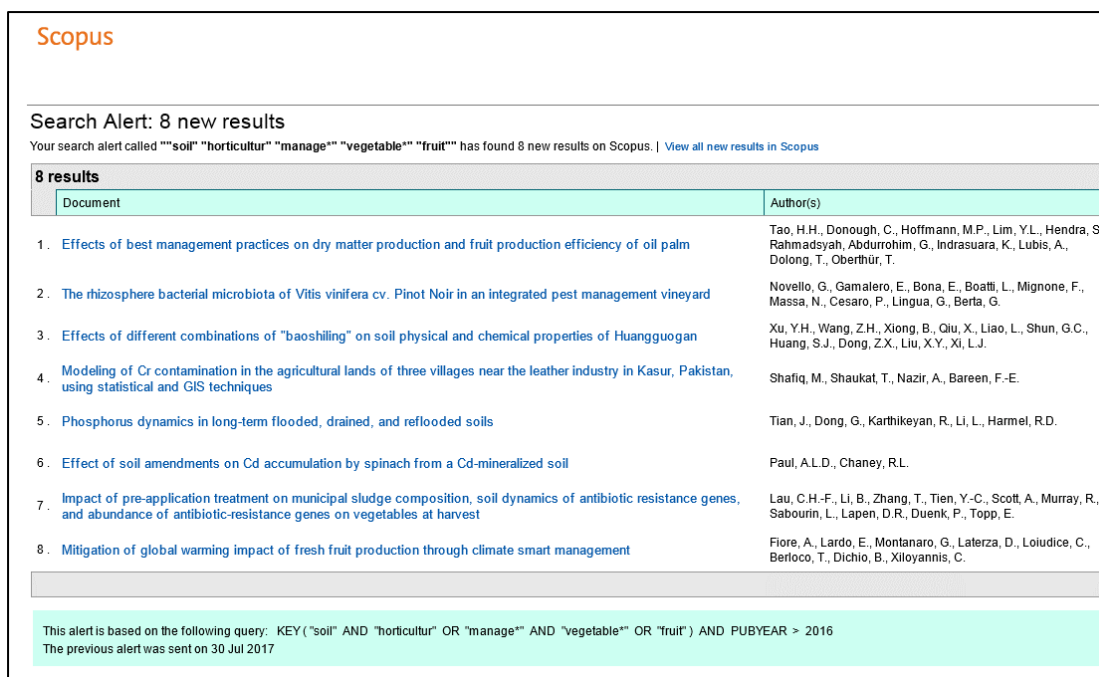 Scopus
Search Alert: 8 new results
Your search alert called ""soil" "horticultur" "manage*" "vegetable*" "fruit"" has found 8 new results on Scopus. | View all new results in Scopus
8 results
Document Author(s)
1. Effects of best management practices on dry matter production and fruit production efficiency of oil palm
Tao, H.H., Donough, C., Hoffmann, M.P., Lim, Y.L., Hendra, S
Rahmadsyah, Abdurrohim, G., Indrasuara, K., Lubis, A.,
Dolong, T., Oberthür, T.
2. The rhizosphere bacterial microbiota of Vitis vinifera cv. Pinot Noir in an integrated pest management vineyard
Novello, G., Gamalero, E., Bona, E., Boatti, L., Mignone, F.,
Massa, N., Cesaro, P., Lingua, G., Berta, G.
3. Effects of different combinations of "baoshiling" on soil physical and chemical properties of Huangguogan
Xu, Y.H., Wang, Z.H., Xiong, B., Qiu, X., Liao, L., Shun, G.C.,
Huang, S.J., Dong, Z.X., Liu, X.Y., Xi, L.J.
4. Modeling of Cr contamination in the agricultural lands of three villages near the leather industry in Kasur, Pakistan,
using statistical and GIS techniques
Shafiq, M., Shaukat, T., Nazir, A., Bareen, F.-E.
5. Phosphorus dynamics in long-term flooded, drained, and reflooded soils
Tian, J., Dong, G., Karthikeyan, R., Li, L., Harmel, R.D.
6. Effect of soil amendments on Cd accumulation by spinach from a Cd-mineralized soil
Paul, A.L.D., Chaney, R.L.
7. Impact of pre-application treatment on municipal sludge composition, soil dynamics of antibiotic resistance genes,
and abundance of antibiotic-resistance genes on vegetables at harvest
Lau, C.H.-F., Li, B., Zhang, T., Tien, Y.-C., Scott, A., Murray, R.,
Sabourin, L., Lapen, D.R., Duenk, P., Topp, E.
8. Mitigation of global warming impact of fresh fruit production through climate smart management
Fiore, A., Lardo, E., Montanaro, G., Laterza, D., Loiudice, C.,
Berloco, T., Dichio, B., Xiloyannis, C.
This alert is based on the following query: KEY ( "soil" AND "horticultur" OR "manage*" AND "vegetable*" OR "fruit" ) AND PUBYEAR > 2016
The previous alert was sent on 30 Jul 2017